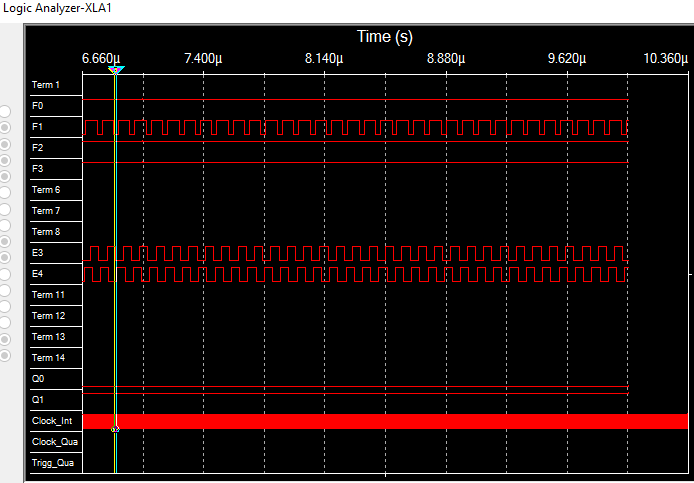 Logic Analyzer-XLA1
Time (s)
6.660µ 7.400µ 8.140µ 8.880µ 9.620µ 10.360µ
Term 1
F0
F1
F2
F3
Term 6
Term 7
Term 8
E3
E4
Term 11
Term 12
Term 13
Term 14
Q0
Q1
Clock_Int
Clock_Qua
Trigg_Qua